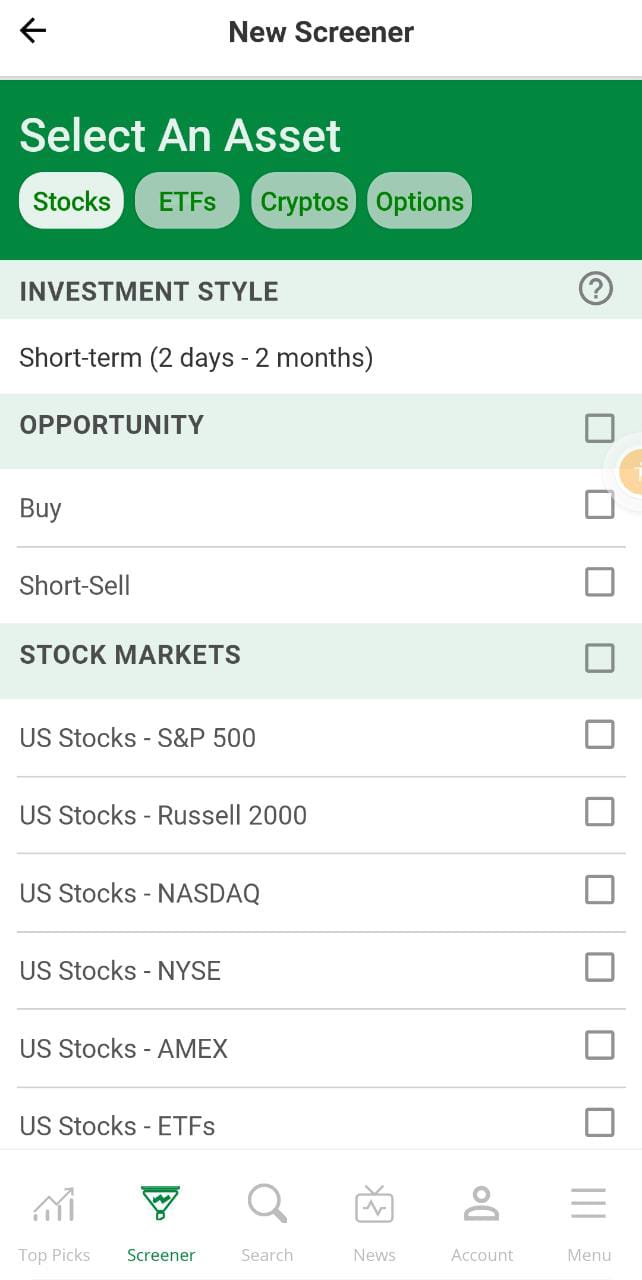 New Screener
Select An Asset
Stocks ETFs Cryptos Options
INVESTMENT STYLE
Short-term (2 days - 2 months)
OPPORTUNITY
Buy
Short-Sell
STOCK MARKETS
US Stocks - S&P 500
US Stocks - Russell 2000
US Stocks - NASDAQ
US Stocks - NYSE
US Stocks - AMEX
US Stocks - ETFs
Top Picks Screener Search News Account Menu